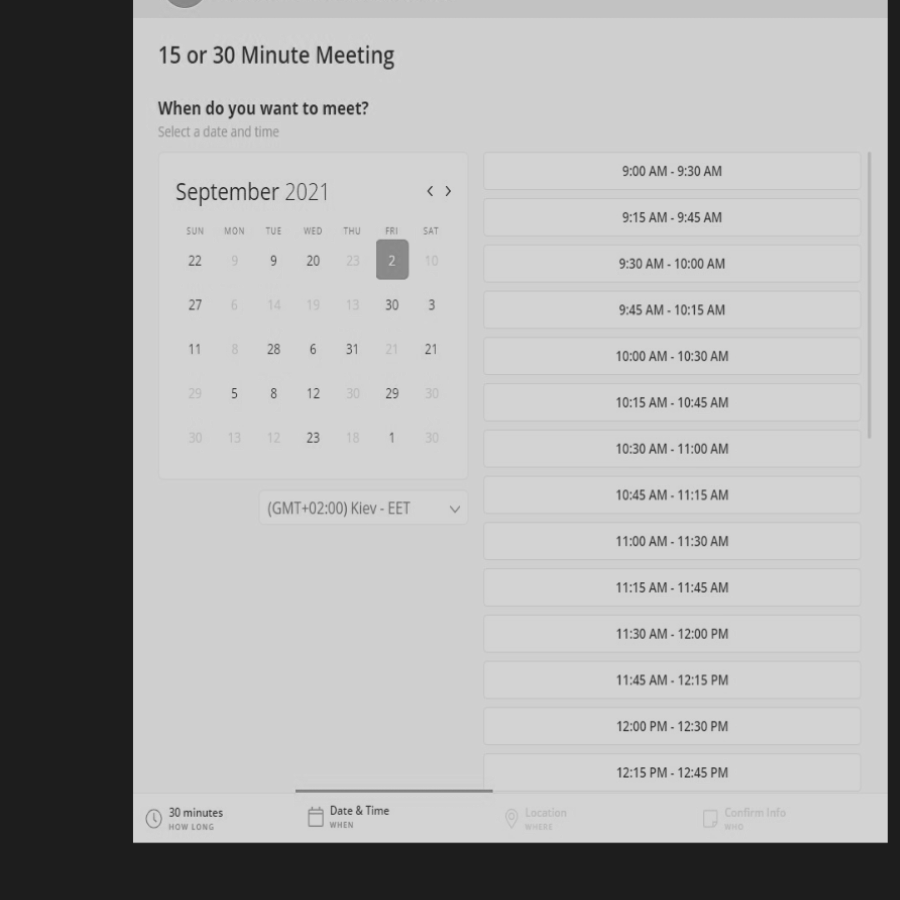 15 or 30 Minute Meeting
When do you want to meet?
Select a date and time
September 2021
SUN MON TUE WED THU FRI SAT
22 9 9 20 23 2 10
27 6 14 19 13 30 3
11 8 28 6 31 21 21
29 5 8 12 30 29 30
30 13 12 23 18 1 30
(GMT+02:00) Kiev - EET
9:00 AM - 9:30 AM
9:15 AM - 9:45 AM
9:30 AM - 10:00 AM
9:45 AM - 10:15 AM
10:00 AM - 10:30 AM
10:15 AM - 10:45 AM
10:30 AM - 11:00 AM
10:45 AM - 11:15 AM
11:00 AM - 11:30 AM
11:15 AM - 11:45 AM
11:30 AM - 12:00 PM
11:45 AM - 12:15 PM
12:00 PM - 12:30 PM
12:15 PM - 12:45 PM
30 minutes
HOW LONG
Date & Time
WHEN
Location
WHERE
Confirm Info
WHO